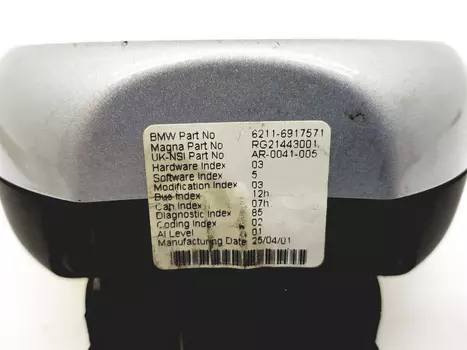 BMW Part No 6211-6917571
Magna Part No RG21443001
UK-NSI Part No AR-0041-005
Hardware Index 03
Software Index 5
Modification Index 03
Bus Index 12h
Can Index 07h
Diagnostic Index 85
Coding Index 02
AI Level 01
Manufacturing Date 25/04/01